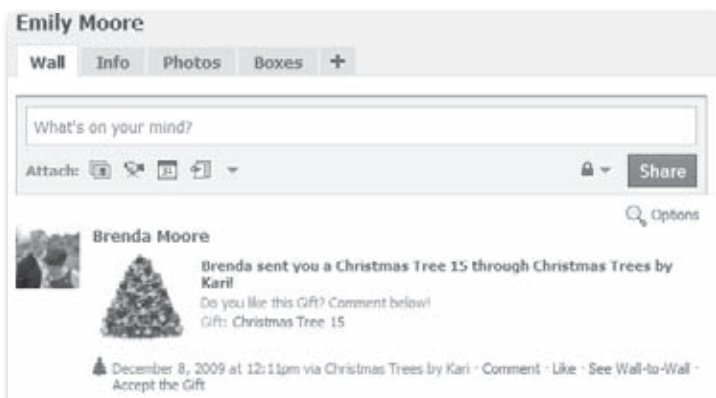 Emily Moore
Wall Info Photos Boxes +
What's on your mind?
Attach: 31 Share
Options
Brenda Moore
Brenda sent you a Christmas Tree 15 through Christmas Trees by
Kari!
Do you like this Gift? Comment below!
Gift: Christmas Tree 15
December 8, 2009 at 12:11pm via Christmas Trees by Kari · Comment · Like · See Wall-to-Wall ·
Accept the Gift